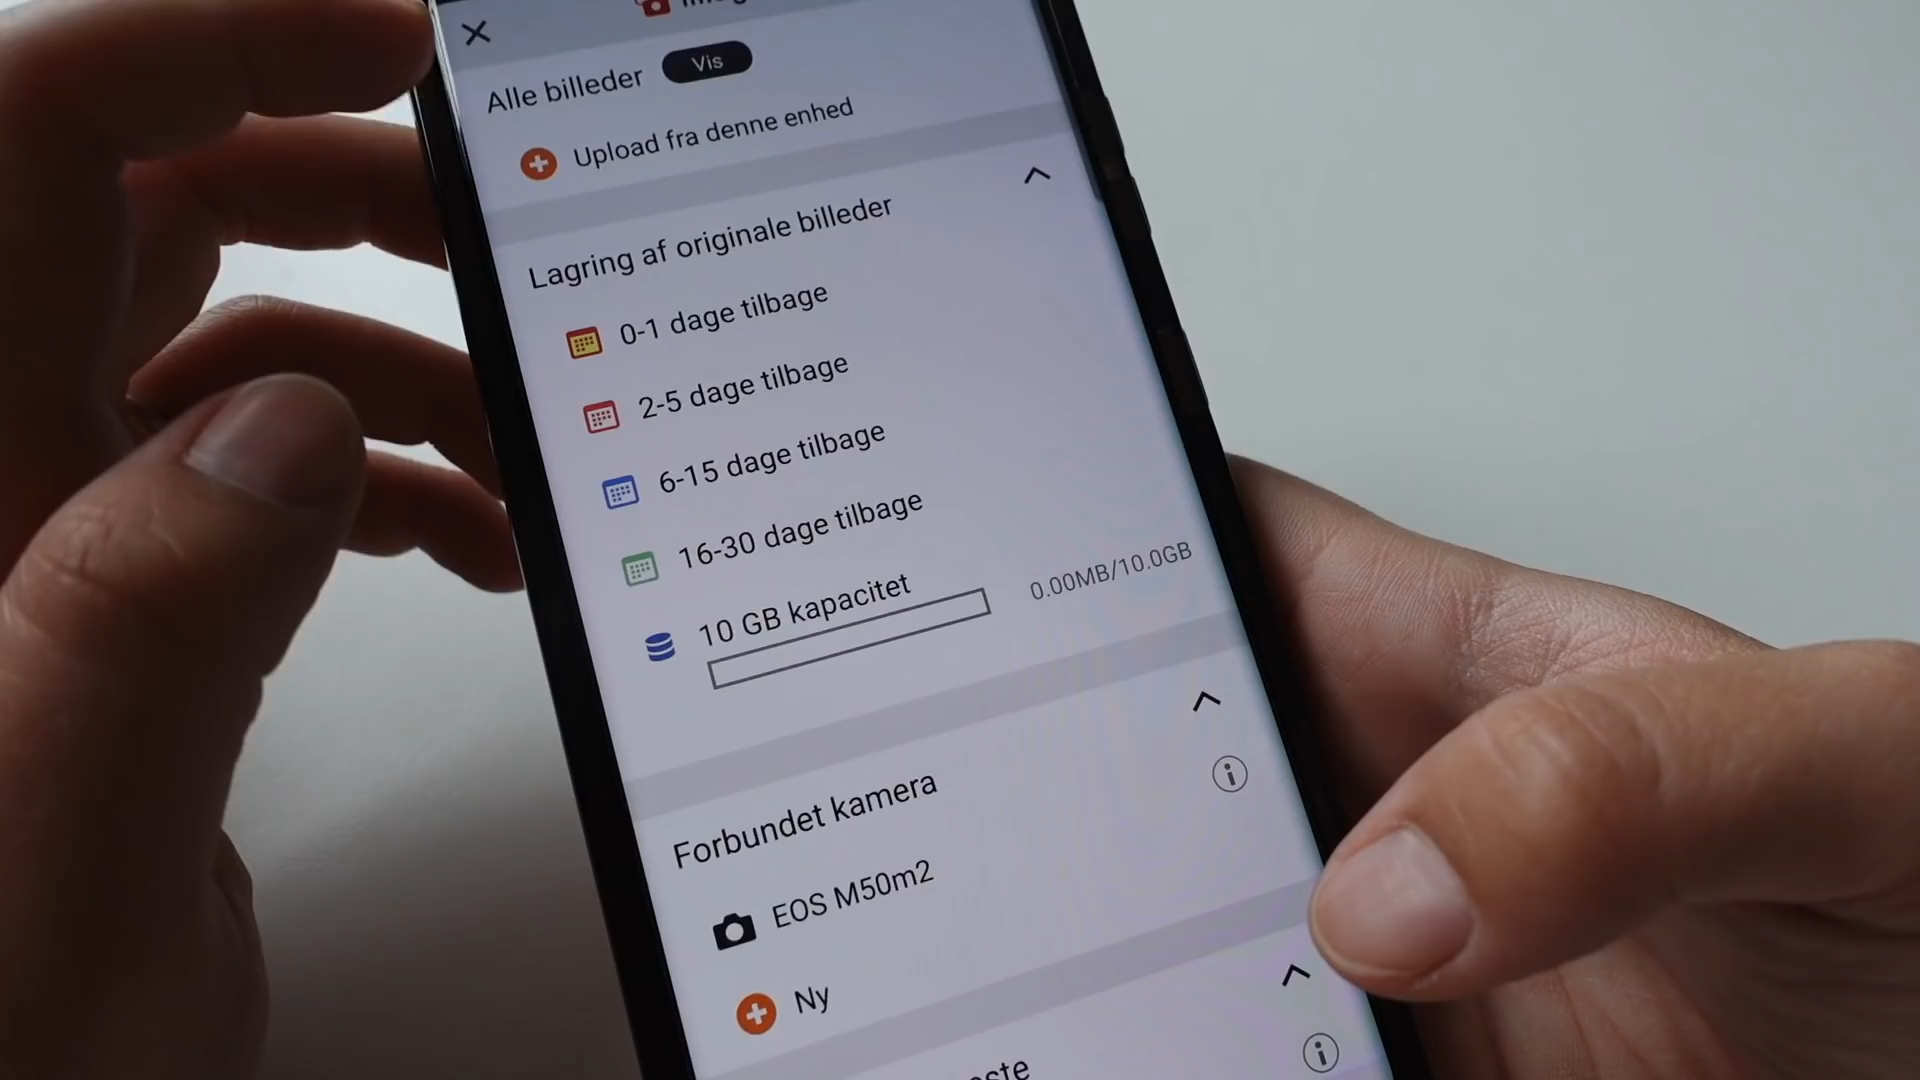 Alle billeder
Vis
Upload fra denne enhed
Lagring af originale billeder
0-1 dage tilbage
2-5 dage tilbage
6-15 dage tilbage
16-30 dage tilbage
10 GB kapacitet
0.00MB/10.0GB
Forbundet kamera
EOS M50m2
Ny